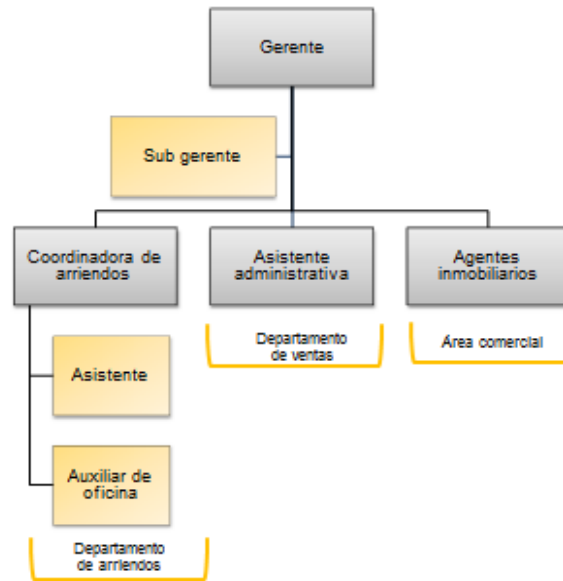 Gerente
Sub gerente
Coordinadora de
arriendos
Asistente
administrativa
Agentes
inmobiliarios
Departamento
de ventas
Área comercial
Asistente
Auxiliar de
oficina
Departamento
de arriendos